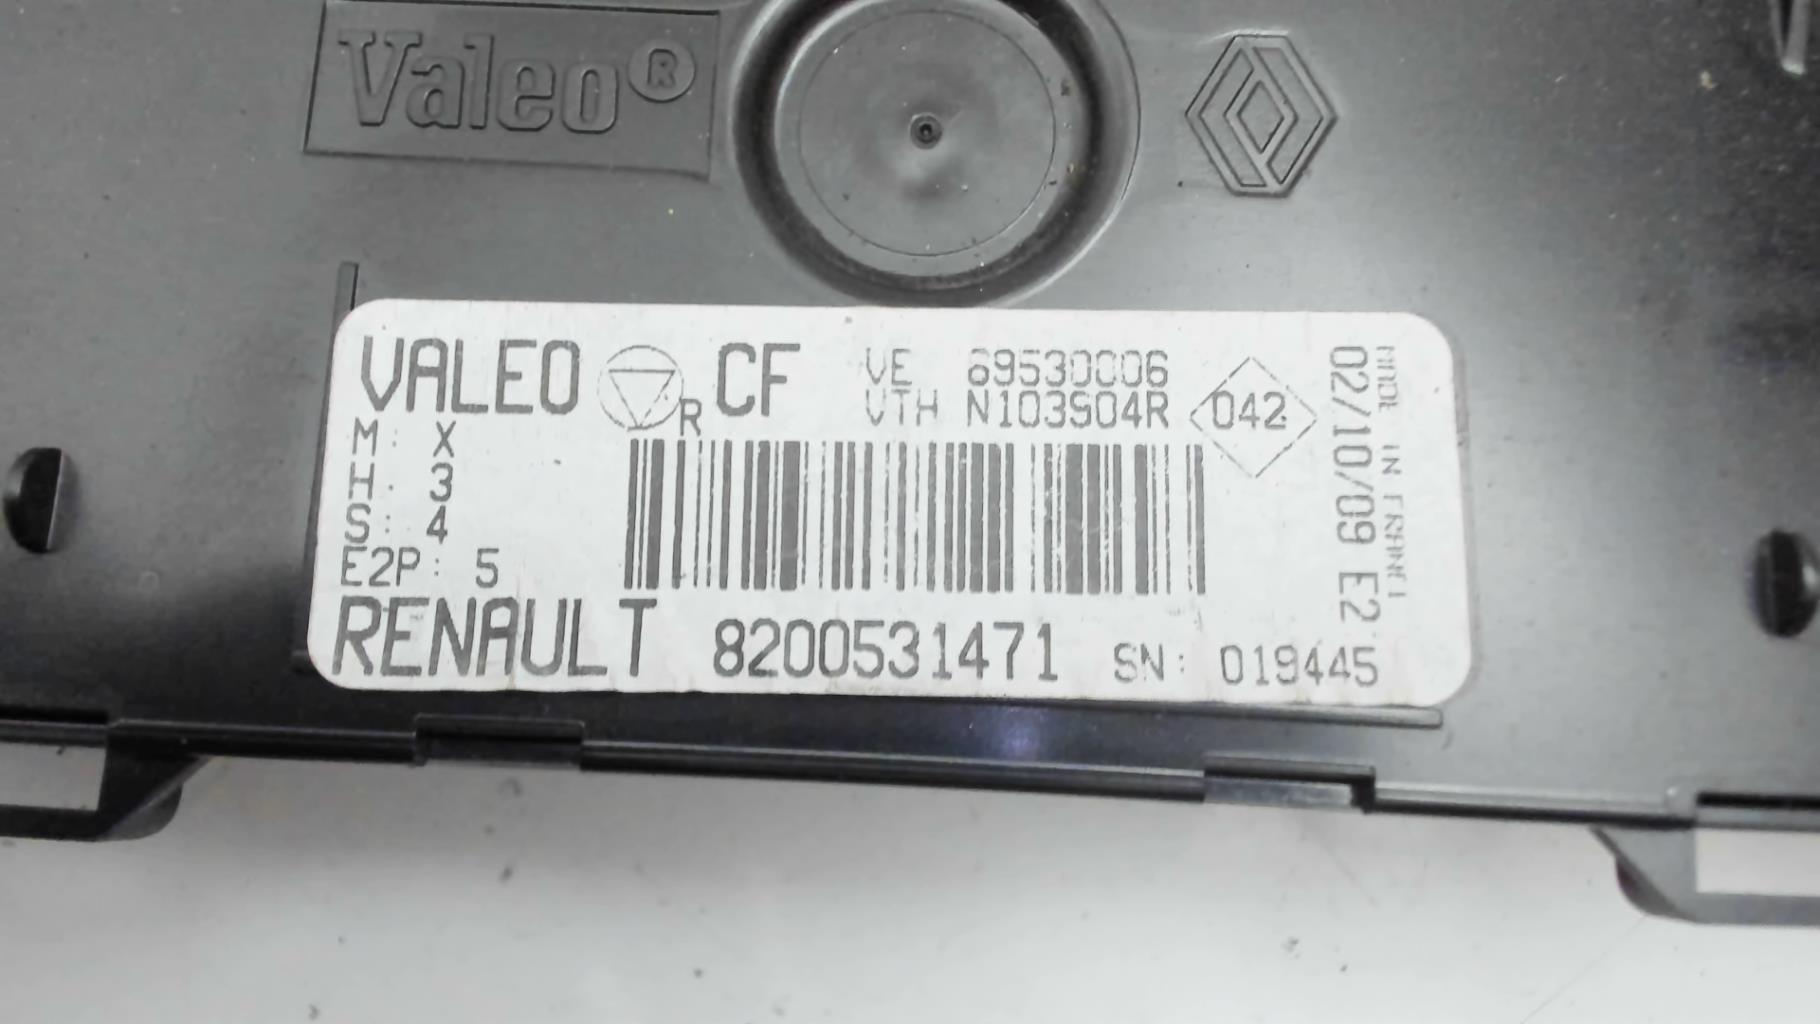 Valeo®
VALEO R CF
VE 69530006
VTH N103904R
042
M: X
H: 3
S: 4
E2P: 5
RENAULT 8200531471 SN: 019445
MADE IN FRANCE
02/10/09 E2